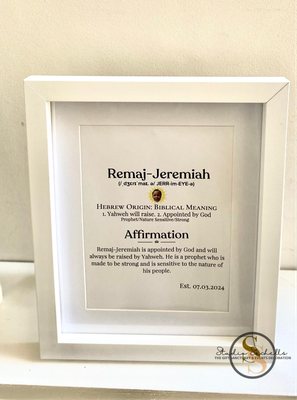 Remaj-Jeremiah
HEBREW ORIGIN: BIBLICAL MEANING
1. Yahweh will raise. 2. Appointed by God
Prophet/Nature Sensitive/Strong
Affirmation
Remaj-Jeremiah is appointed by God and will
always be raised by Yahweh. He is a prophet who is
made to be strong and is sensitive to the nature of
his people.
Est. 07.03.2024